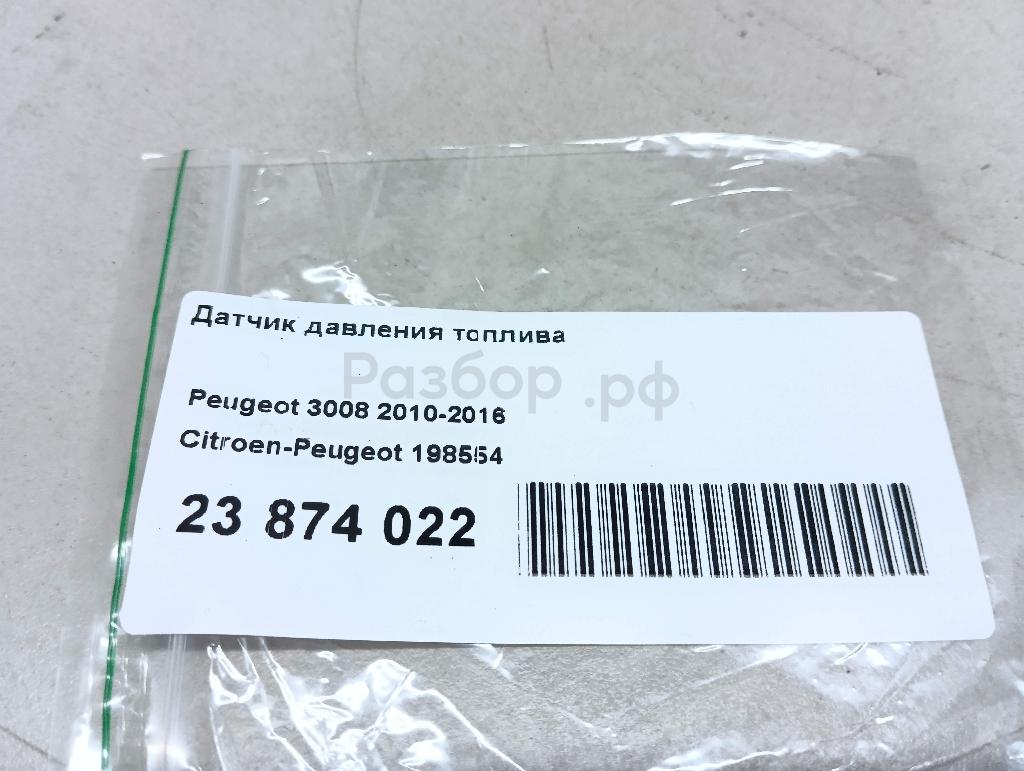 Датчик давления топлива
Разбор.рф
Peugeot 3008 2010-2016
Citroen-Peugeot 198554
23 874 022